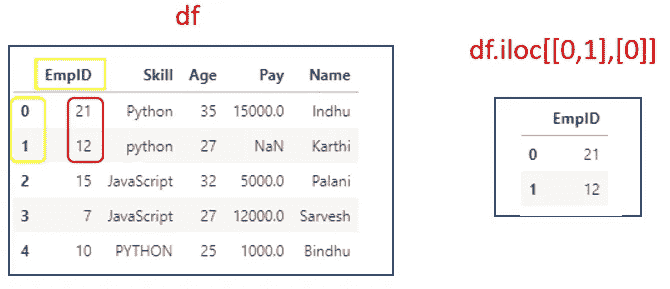 df
EmpID Skill Age Pay Name
0 21 Python 35 15000.0 Indhu
1 12 python 27 NaN Karthi
2 15 JavaScript 32 5000.0 Palani
3 7 JavaScript 27 12000.0 Sarvesh
4 10 PYTHON 25 1000.0 Bindhu
df.iloc[[0,1],[0]]
EmpID
0 21
1 12